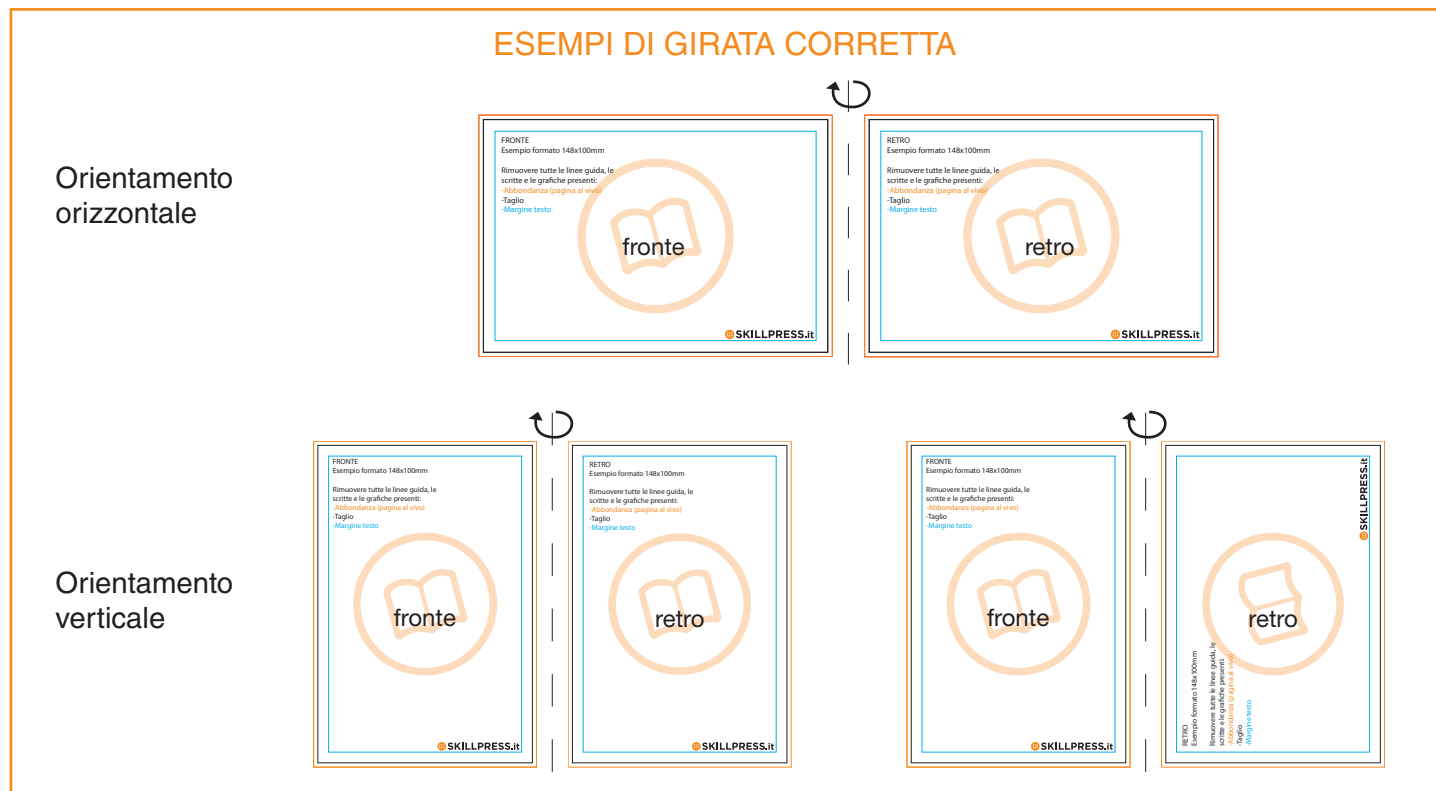 ESEMPI DI GIRATA CORRETTA
Orientamento
orizzontale
FRONTE
Esempio formato 148x100mm
Rimuovere tutte le linee guida, le
scritte e le grafiche presenti:
-Abbondanza (pagina al vivo)
-Taglio
-Margine testo
fronte
SKILLPRESS.it
RETRO
Esempio formato 148x100mm
Rimuovere tutte le linee guida, le
scritte e le grafiche presenti:
-Abbondanza (pagina al vivo)
-Taglio
-Margine testo
retro
SKILLPRESS.it
Orientamento
verticale
FRONTE
Esempio formato 148x100mm
Rimuovere tutte le linee guida, le
scritte e le grafiche presenti:
-Abbondanza (pagina al vivo)
-Taglio
-Margine testo
fronte
SKILLPRESS.it
RETRO
Esempio formato 148x100mm
Rimuovere tutte le linee guida, le
scritte e le grafiche presenti:
-Abbondanza (pagina al vivo)
-Taglio
-Margine testo
retro
SKILLPRESS.it
FRONTE
Esempio formato 148x100mm
Rimuovere tutte le linee guida, le
scritte e le grafiche presenti:
-Abbondanza (pagina al vivo)
-Taglio
-Margine testo
fronte
SKILLPRESS.it
RETRO
Esempio formato 148x100mm
Rimuovere tutte le linee guida, le
scritte e le grafiche presenti:
-Abbondanza (pagina al vivo)
-Taglio
-Margine testo
retro
SKILLPRESS.it